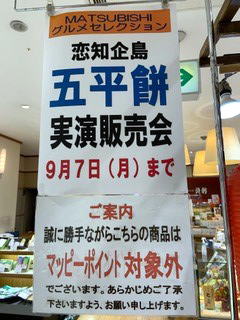 MATSUBISHI
グルメセレクション
恋知企島
五平餅
実演販売会
9月7日(月)まで
ご案内
誠に勝手ながらこちらの商品は
マッピーポイント対象外
でございます。あらかじめご了承
下さいますよう、お願い申し上げます。